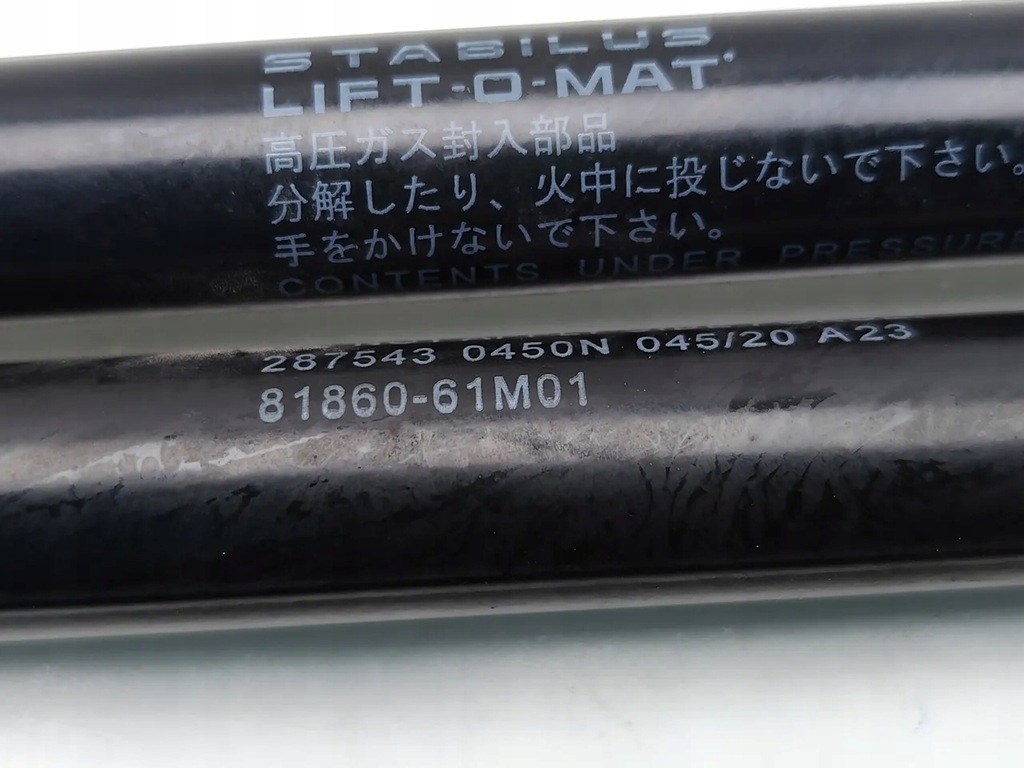 STABILUS
LIFT-O-MAT
高圧ガス封入部品
分解したり、火中に投じないで下さい。
手をかけないで下さい。
CONTENTS UNDER PRESSURE
287543 0450N 045/20 A23
81860-61M01